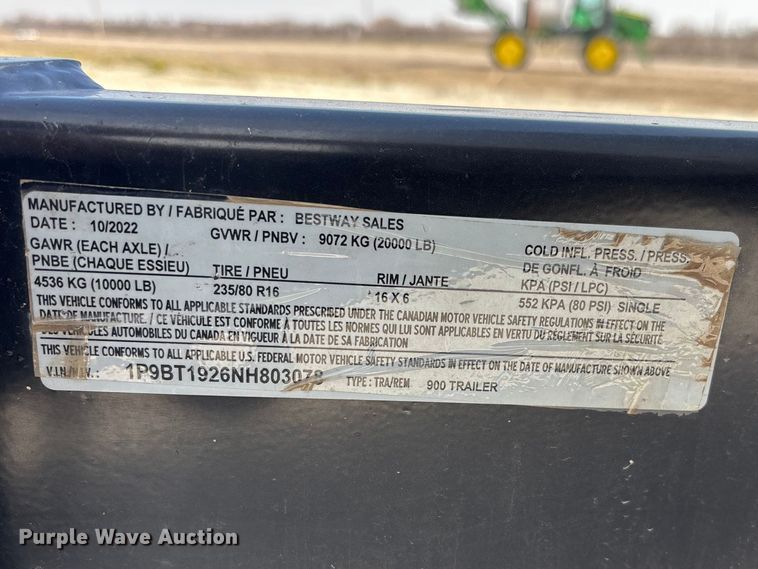 MANUFACTURED BY / FABRIQUÉ PAR : BESTWAY SALES
DATE : 10/2022 GVWR / PNBV : 9072 KG (20000 LB)
GAWR (EACH AXLE) / PNBE (CHAQUE ESSIEU) TIRE / PNEU RIM / JANTE COLD INFL. PRESS. / PRESS. DE GONFL. À FROID KPA (PSI / LPC)
4536 KG (10000 LB) 235/80 R16 16 X 6 552 KPA (80 PSI) SINGLE
THIS VEHICLE CONFORMS TO ALL APPLICABLE STANDARDS PRESCRIBED UNDER THE CANADIAN MOTOR VEHICLE SAFETY REGULATIONS IN EFFECT ON THE
DATE OF MANUFACTURE. / CE VÉHICULE EST CONFORME À TOUTES LES NORMES QUI LUI SONT APPLICABLES EN VERTU DU RÈGLEMENT SUR LA SÉCURITÉ
DES VÉHICULES AUTOMOBILES DU CANADA EN VIGUEUR À LA DATE DE SA FABRICATION
THIS VEHICLE CONFORMS TO ALL APPLICABLE U.S. FEDERAL MOTOR VEHICLE SAFETY STANDARDS IN EFFECT ON THE DATE OF MANUFACTURE SHOWN ABOVE
V.I.N./ : 1P9BT1926NH803078 TYPE : TRA/REM 900 TRAILER
Purple Wave Auction